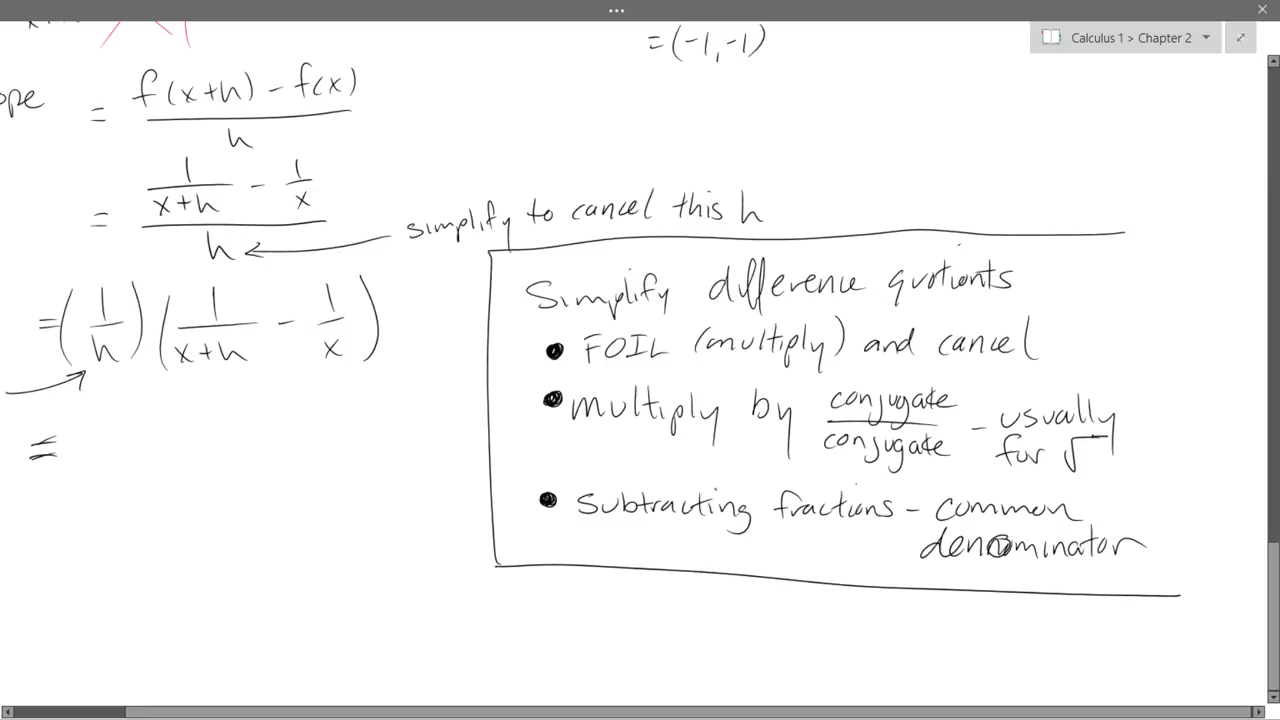 ...
Calculus 1 > Chapter 2
= (-1, -1)
ope = f(x+h) - f(x)
h
= 1/(x+h) - 1/x
h
simplify to cancel this h
= (1/h) (1/(x+h) - 1/x)
=
Simplify difference quotients
• FOIL (multiply) and cancel
• multiply by conjugate/conjugate - usually
for √
• Subtracting fractions - common
denominator